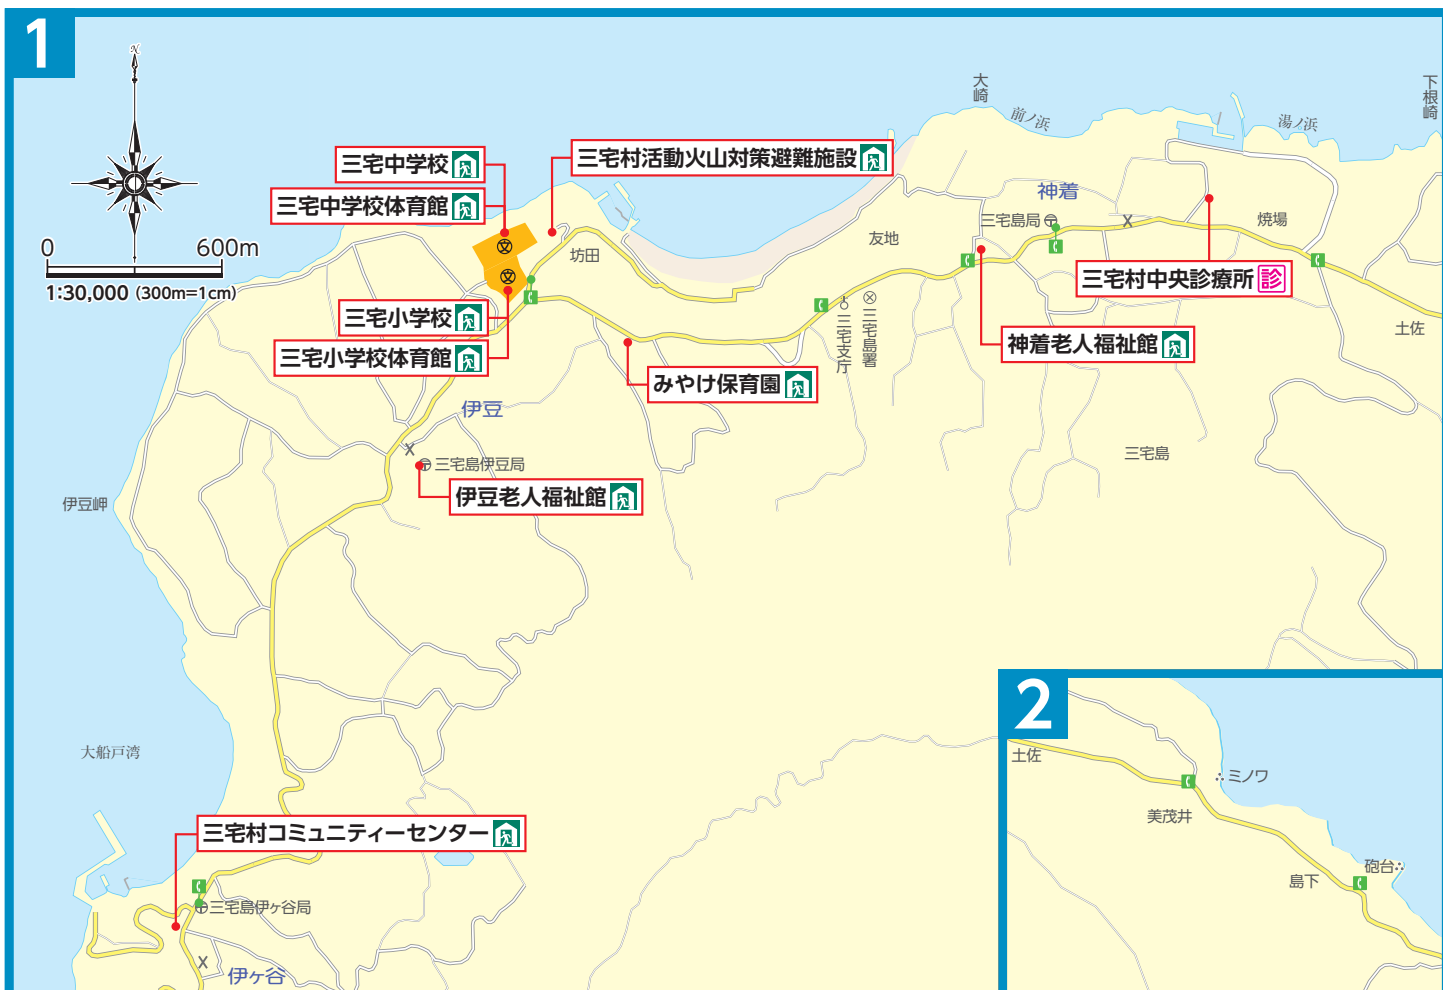 1
N
0 600m
1:30,000 (300m=1cm)
三宅中学校
三宅中学校体育館
三宅村活動火山対策避難施設
大崎
前ノ浜
湯ノ浜
下根崎
神着
三宅島局
焼場
友地
坊田
文
文
三宅村中央診療所 診
三宅小学校
三宅小学校体育館
三宅支庁
三宅島署
神着老人福祉館
土佐
みやけ保育園
伊豆
三宅島伊豆局
三宅島
伊豆老人福祉館
伊豆岬
大船戸湾
三宅村コミュニティーセンター
三宅島伊ヶ谷局
伊ヶ谷
2
土佐
ミノワ
美茂井
砲台
島下